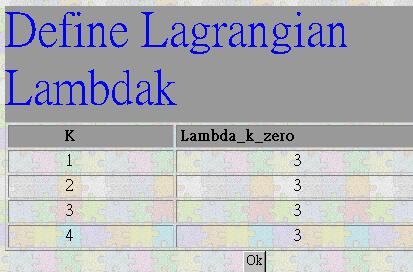 Define Lagrangian
Lambdak
K Lambda_k_zero
1 3
2 3
3 3
4 3
Ok